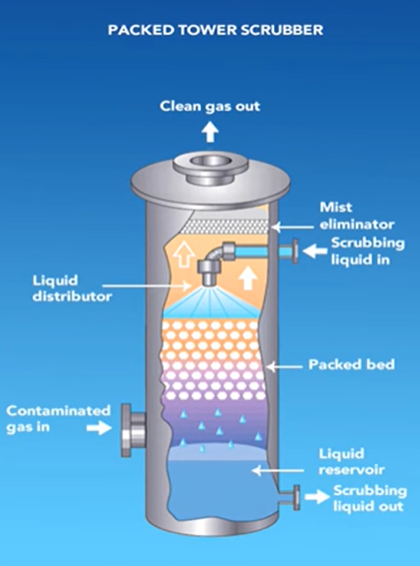 PACKED TOWER SCRUBBER
Clean gas out
Mist
eliminator
Scrubbing
liquid in
Liquid
distributor
Packed bed
Contaminated
gas in
Liquid
reservoir
Scrubbing
liquid out